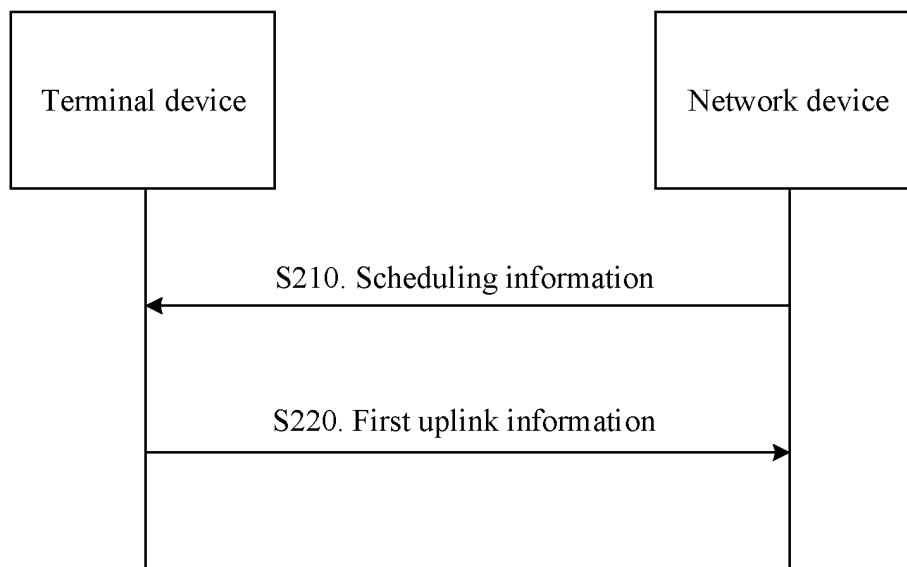 Terminal device
Network device
S210. Scheduling information
S220. First uplink information